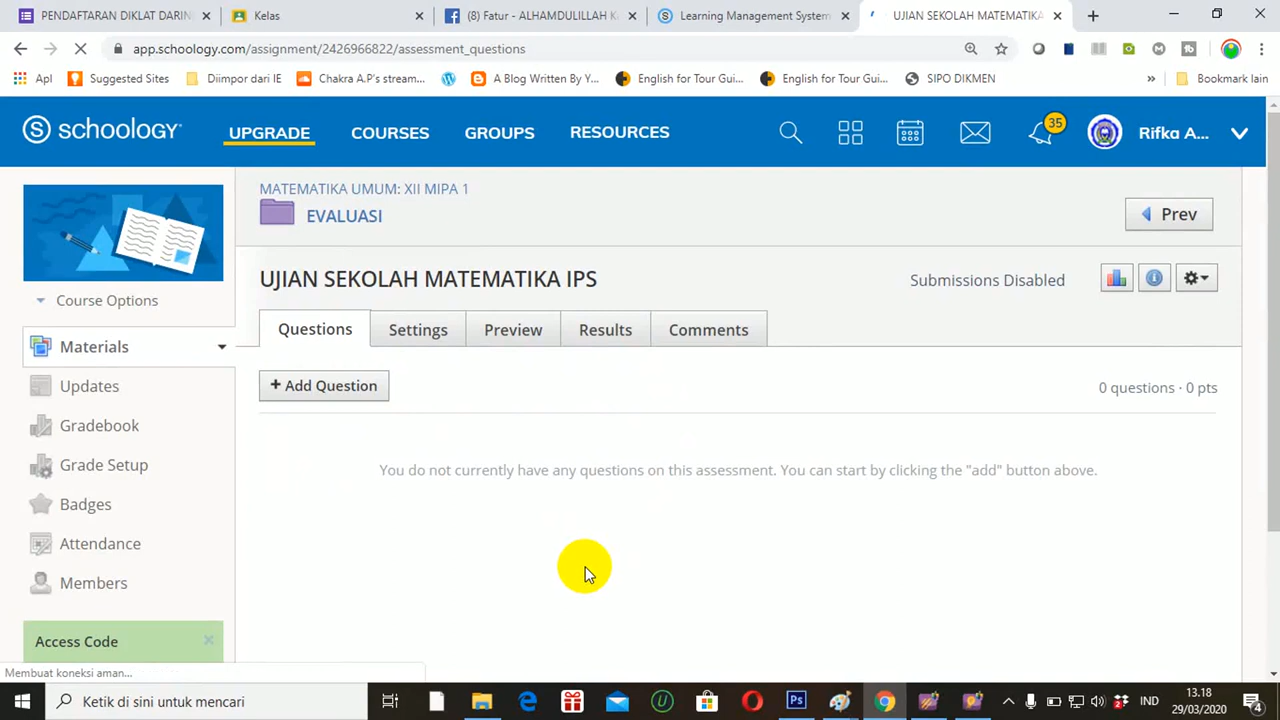 PENDAFTARAN DIKLAT DARIN
Kelas
(8) Fatur - ALHAMDULILLAH K
Learning Management System
UJIAN SEKOLAH MATEMATIKA
app.schoology.com/assignment/2426966822/assessment_questions
Apl
Suggested Sites
Diimpor dari IE
Chakra A.P's stream...
A Blog Written By Y...
English for Tour Gui...
English for Tour Gui...
SIPO DIKMEN
Bookmark lain
schoology
UPGRADE
COURSES
GROUPS
RESOURCES
35
Rifka A...
MATEMATIKA UMUM: XII MIPA 1
EVALUASI
Prev
Course Options
UJIAN SEKOLAH MATEMATIKA IPS
Submissions Disabled
Materials
Updates
Gradebook
Grade Setup
Badges
Attendance
Members
Access Code
Questions
Settings
Preview
Results
Comments
+ Add Question
0 questions · 0 pts
You do not currently have any questions on this assessment. You can start by clicking the "add" button above.
Membuat koneksi aman...
Ketik di sini untuk mencari
IND
13.18
29/03/2020
4